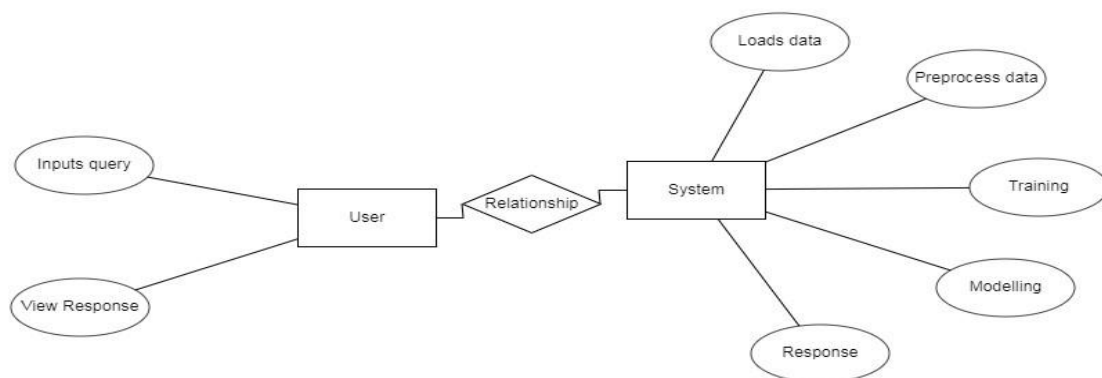 Loads data
Preprocess data
Inputs query
System
Training
Relationship
User
Modelling
View Response
Response